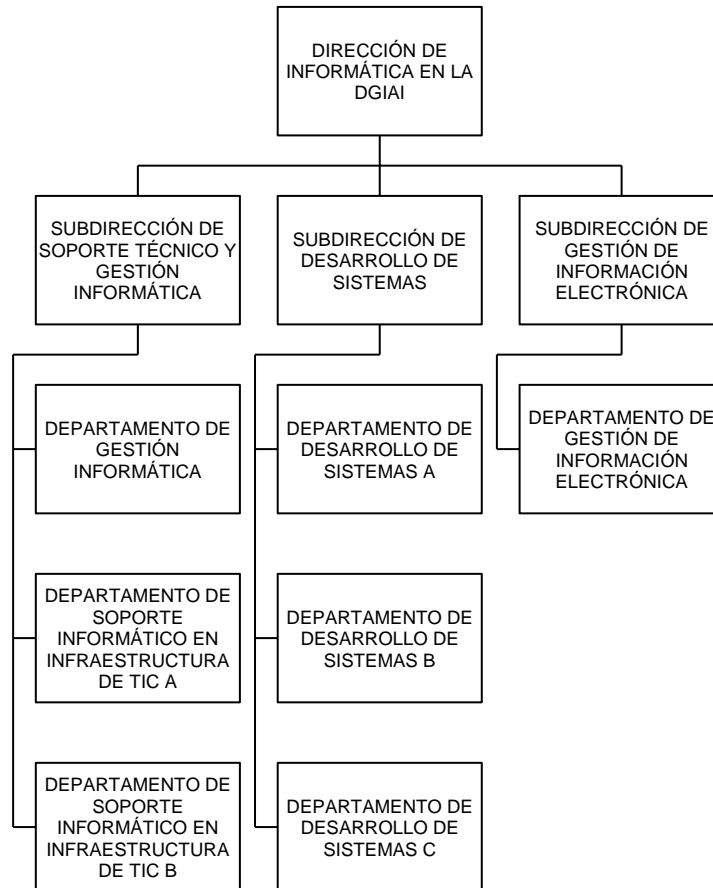 DIRECCIÓN DE
INFORMÁTICA EN LA
DGIAI
SUBDIRECCIÓN DE
SOPORTE TÉCNICO Y
GESTIÓN
INFORMÁTICA
SUBDIRECCIÓN DE
DESARROLLO DE
SISTEMAS
SUBDIRECCIÓN DE
GESTIÓN DE
INFORMACIÓN
ELECTRÓNICA
DEPARTAMENTO DE
GESTIÓN
INFORMÁTICA
DEPARTAMENTO DE
DESARROLLO DE
SISTEMAS A
DEPARTAMENTO DE
GESTIÓN DE
INFORMACIÓN
ELECTRÓNICA
DEPARTAMENTO DE
SOPORTE
INFORMÁTICO EN
INFRAESTRUCTURA
DE TIC A
DEPARTAMENTO DE
DESARROLLO DE
SISTEMAS B
DEPARTAMENTO DE
SOPORTE
INFORMÁTICO EN
INFRAESTRUCTURA
DE TIC B
DEPARTAMENTO DE
DESARROLLO DE
SISTEMAS C